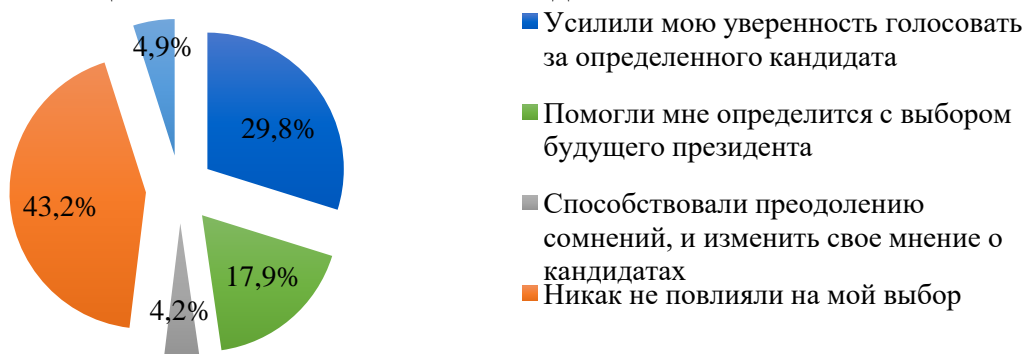 4,9%
29,8%
43,2%
17,9%
4,2%
Усилили мою уверенность голосовать
за определенного кандидата
Помогли мне определится с выбором
будущего президента
Способствовали преодолению
сомнений, и изменить свое мнение о
кандидатах
Никак не повлияли на мой выбор